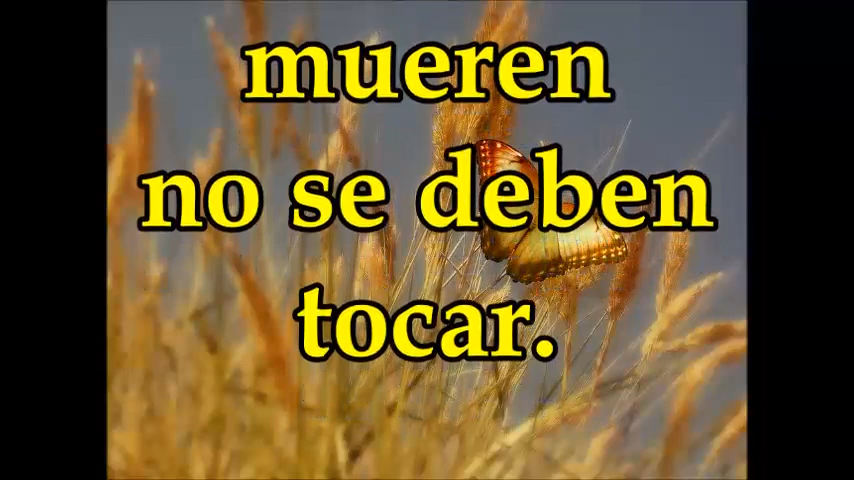 mueren
no se deben
tocar.